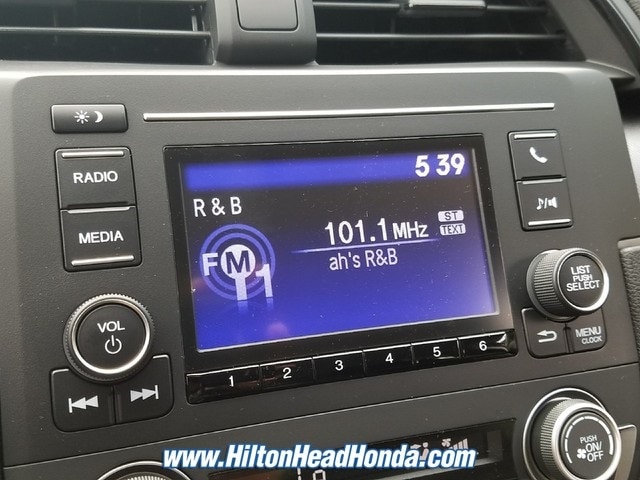 5 39
RADIO
R & B
MEDIA
101.1 MHz
ST
TEXT
FM 1
ah's R&B
LIST
PUSH
SELECT
VOL
MENU
CLOCK
1 2 3 4 5 6
PUSH
ON/
OFF
www.HiltonHeadHonda.com